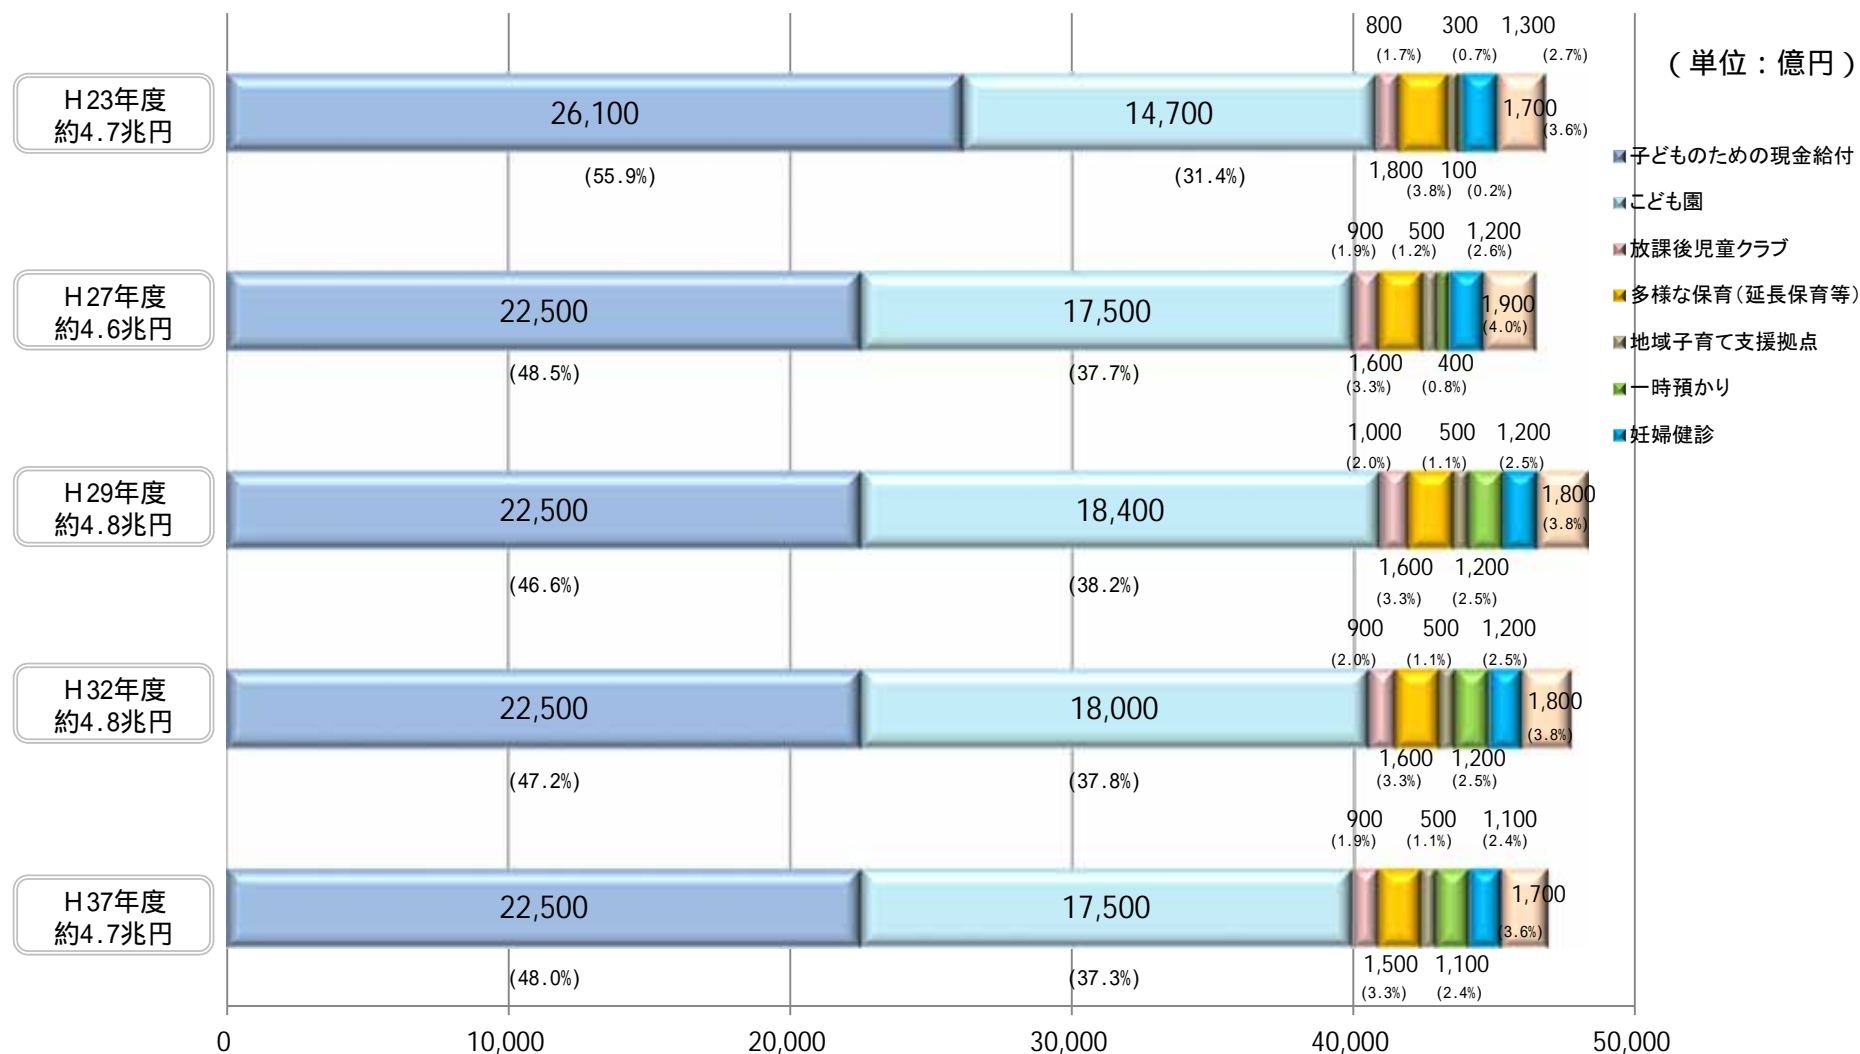 800 300 1,300
(1.7%) (0.7%) (2.7%)
(単位:億円)
H23年度
約4.7兆円
26,100 14,700 1,700
(3.6%)
(55.9%) (31.4%)
1,800 100
(3.8%) (0.2%)
子どものための現金給付
こども園
放課後児童クラブ
多様な保育(延長保育等)
地域子育て支援拠点
一時預かり
妊婦健診
900 500 1,200
(1.9%) (1.2%) (2.6%)
H27年度
約4.6兆円
22,500 17,500 1,900
(4.0%)
(48.5%) (37.7%)
1,600 400
(3.3%) (0.8%)
1,000 500 1,200
(2.0%) (1.1%) (2.5%)
H29年度
約4.8兆円
22,500 18,400 1,800
(3.8%)
(46.6%) (38.2%)
1,600 1,200
(3.3%) (2.5%)
900 500 1,200
(2.0%) (1.1%) (2.5%)
H32年度
約4.8兆円
22,500 18,000 1,800
(3.8%)
(47.2%) (37.8%)
1,600 1,200
(3.3%) (2.5%)
900 500 1,100
(1.9%) (1.1%) (2.4%)
H37年度
約4.7兆円
22,500 17,500 1,700
(3.6%)
(48.0%) (37.3%)
1,500 1,100
(3.3%) (2.4%)
0 10,000 20,000 30,000 40,000 50,000